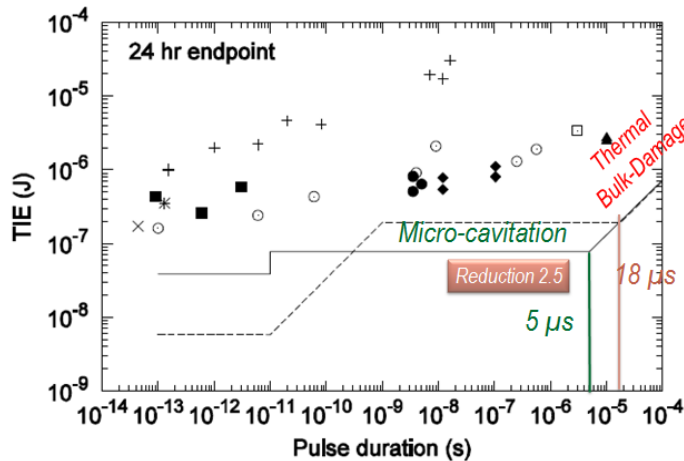 24 hr endpoint
TIE (J)
10-4
10-5
10-6
10-7
10-8
10-9
Thermal
Bulk-Damage
Micro-cavitation
Reduction 2.5
18 µs
5 µs
10-14 10-13 10-12 10-11 10-10 10-9 10-8 10-7 10-6 10-5 10-4
Pulse duration (s)